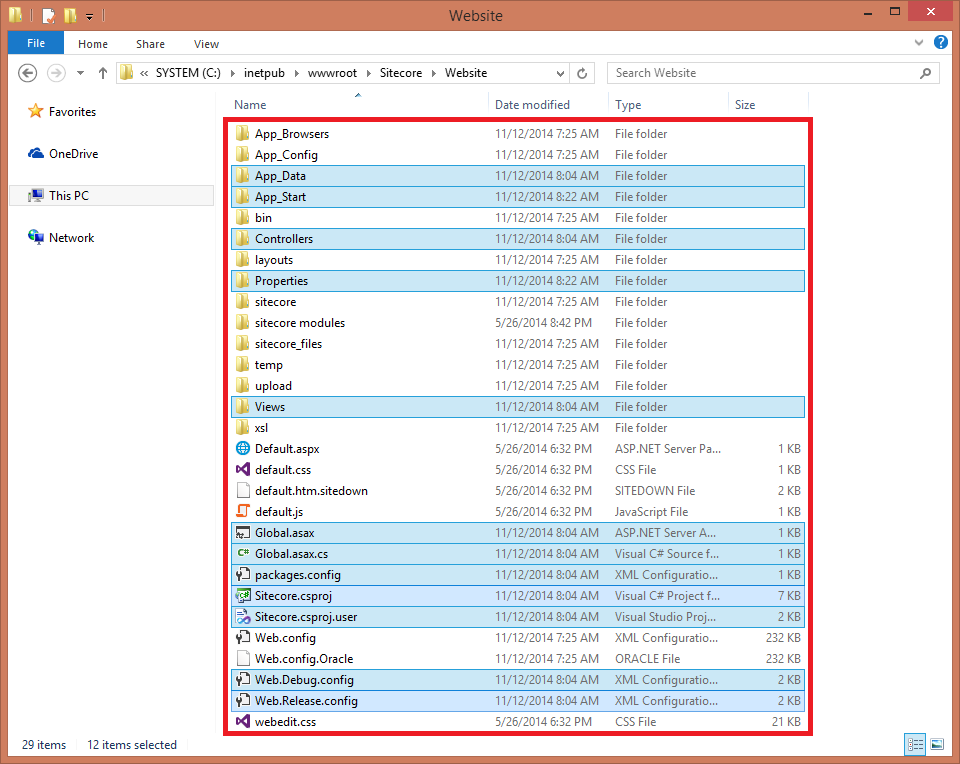 Website
File Home Share View
« SYSTEM (C:) inetpub wwwroot Sitecore Website Search Website
Name Date modified Type Size
Favorites
OneDrive
This PC
Network
App_Browsers 11/12/2014 7:25 AM File folder
App_Config 11/12/2014 7:25 AM File folder
App_Data 11/12/2014 8:04 AM File folder
App_Start 11/12/2014 8:22 AM File folder
bin 11/12/2014 7:25 AM File folder
Controllers 11/12/2014 8:04 AM File folder
layouts 11/12/2014 7:25 AM File folder
Properties 11/12/2014 8:22 AM File folder
sitecore 11/12/2014 7:25 AM File folder
sitecore modules 5/26/2014 8:42 PM File folder
sitecore_files 11/12/2014 7:25 AM File folder
temp 11/12/2014 7:25 AM File folder
upload 11/12/2014 7:25 AM File folder
Views 11/12/2014 8:04 AM File folder
xsl 11/12/2014 7:25 AM File folder
Default.aspx 5/26/2014 6:32 PM ASP.NET Server Pa... 1 KB
default.css 5/26/2014 6:32 PM CSS File 1 KB
default.htm.sitedown 5/26/2014 6:32 PM SITEDOWN File 2 KB
default.js 5/26/2014 6:32 PM JavaScript File 1 KB
Global.asax 11/12/2014 8:04 AM ASP.NET Server A... 1 KB
Global.asax.cs 11/12/2014 8:04 AM Visual C# Source f... 1 KB
packages.config 11/12/2014 8:04 AM XML Configuratio... 1 KB
Sitecore.csproj 11/12/2014 8:04 AM Visual C# Project f... 7 KB
Sitecore.csproj.user 11/12/2014 8:04 AM Visual Studio Proj... 2 KB
Web.config 11/12/2014 7:25 AM XML Configuratio... 232 KB
Web.config.Oracle 11/12/2014 7:25 AM ORACLE File 232 KB
Web.Debug.config 11/12/2014 8:04 AM XML Configuratio... 2 KB
Web.Release.config 11/12/2014 8:04 AM XML Configuratio... 2 KB
webedit.css 5/26/2014 6:32 PM CSS File 21 KB
29 items 12 items selected